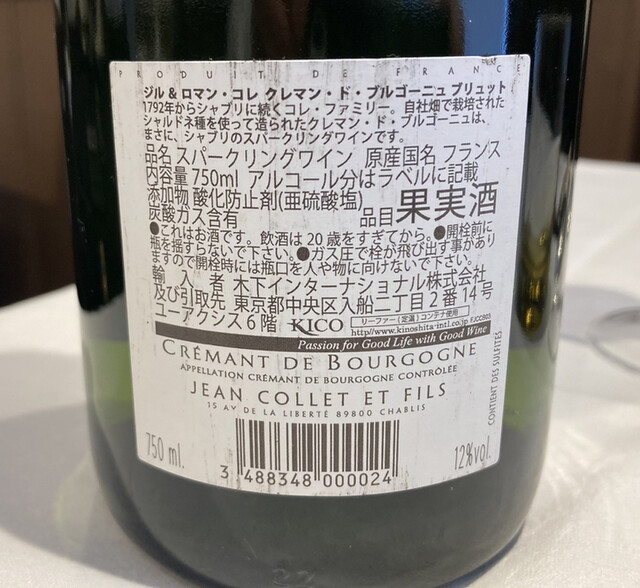 PRODUIT DE FRANCE
ジル & ロマン・コレ クレマン・ド・ブルゴーニュ ブリュット
1792年からシャブリに続くコレ・ファミリー。自社畑で栽培された
シャルドネ種を使って造られたクレマン・ド・ブルゴーニュは、
まさに、シャブリのスパークリングワインです。
品名 スパークリングワイン 原産国名 フランス
内容量 750ml アルコール分はラベルに記載
添加物 酸化防止剤(亜硫酸塩)
炭酸ガス含有 品目 果実酒
●これはお酒です。飲酒は20歳をすぎてから。●開栓前に
瓶を揺すらないで下さい。●ガス圧で栓が飛び出す事があり
ますので開栓時には瓶口を人や物に向けないで下さい。
輸入者 木下インターナショナル株式会社
及び引取先 東京都中央区入船二丁目2番14号
ユーアクシス6階 KICO
リーファー(定温)コンテナ使用
http//www.kinoshita-intl.co.jp FJCC503
Passion for Good Life with Good Wine
CRÉMANT DE BOURGOGNE
APPELLATION CRÉMANT DE BOURGOGNE CONTRÔLÉE
JEAN COLLET ET FILS
15 AV DE LA LIBERTÉ 89800 CHABLIS
CONTIENT DES SULFITES
750 ml.
3 488348 000024
12%vol.
22